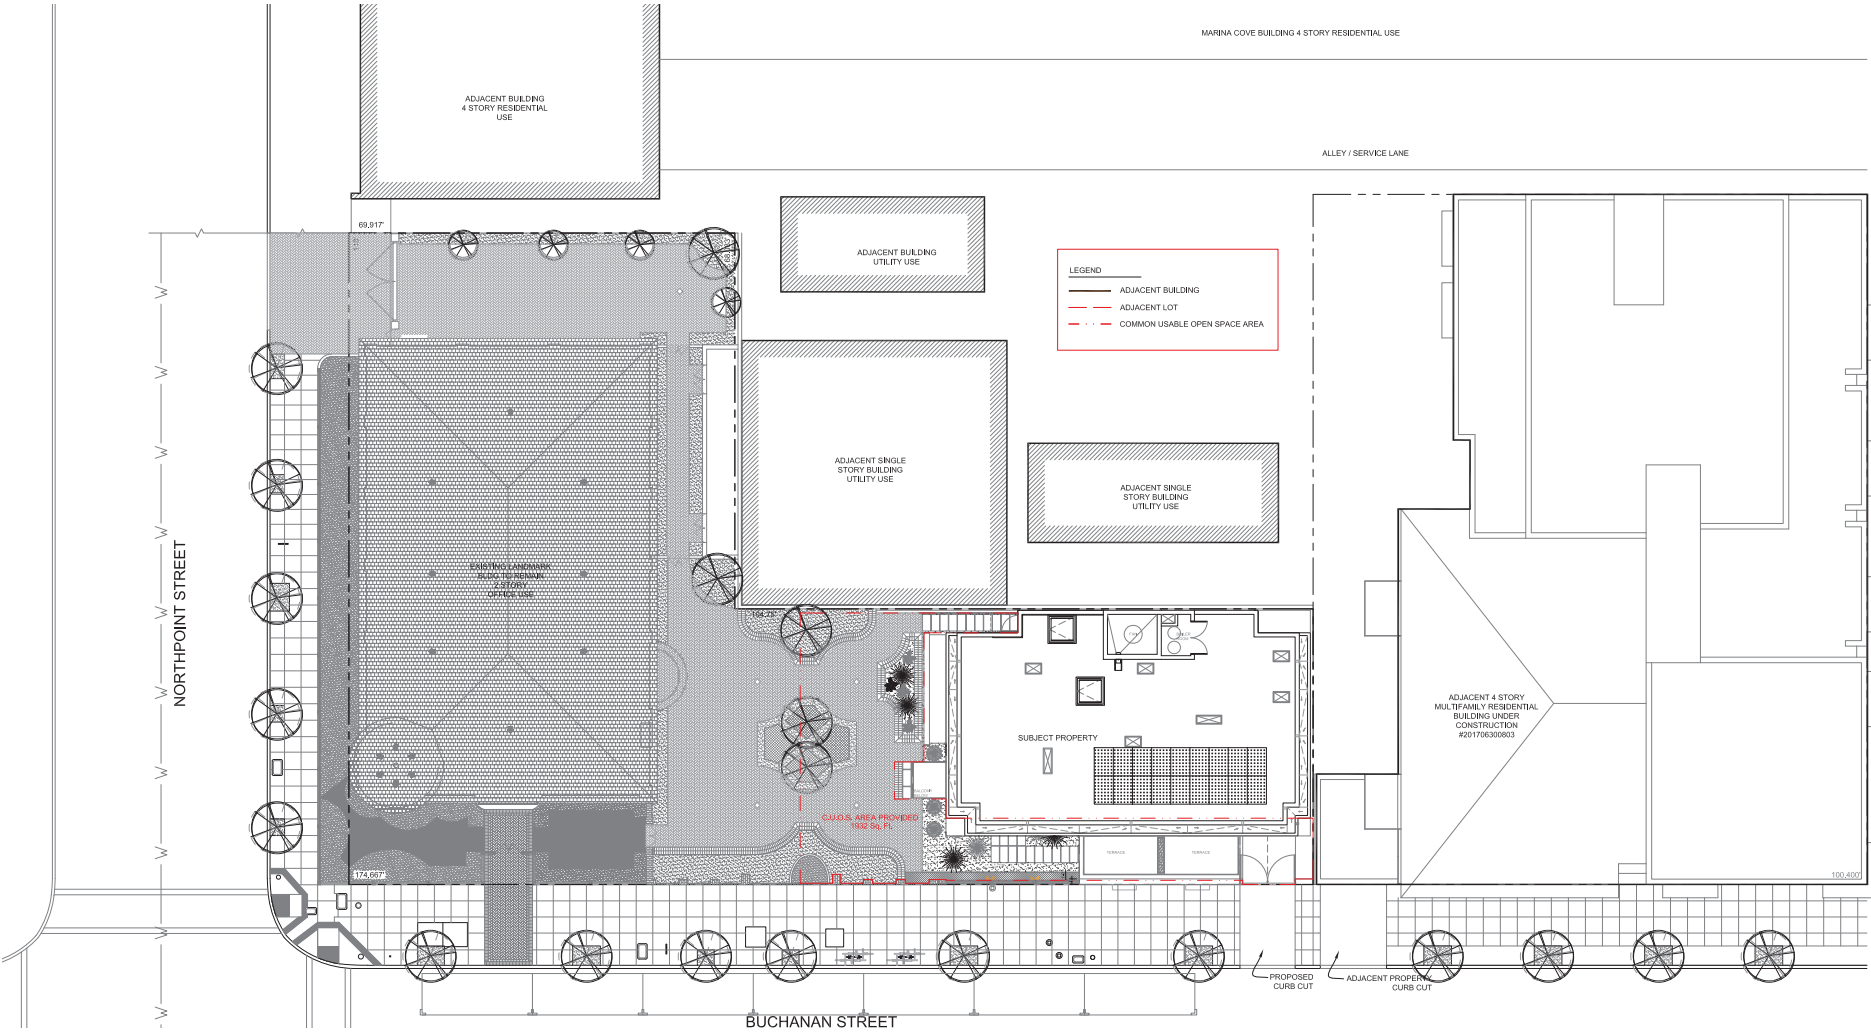 MARINA COVE BUILDING 4 STORY RESIDENTIAL USE
ADJACENT BUILDING
4 STORY RESIDENTIAL
USE
ALLEY / SERVICE LANE
69,917'
ADJACENT BUILDING
UTILITY USE
LEGEND
ADJACENT BUILDING
ADJACENT LOT
COMMON USABLE OPEN SPACE AREA
ADJACENT SINGLE
STORY BUILDING
UTILITY USE
ADJACENT SINGLE
STORY BUILDING
UTILITY USE
NORTHPOINT STREET
EXISTING LANDMARK
BLDG TO REMAIN
2 STORY
OFFICE USE
SUBJECT PROPERTY
ADJACENT 4 STORY
MULTIFAMILY RESIDENTIAL
BUILDING UNDER
CONSTRUCTION
#201706300803
C.U.O.S. AREA PROVIDED
1932 Sq. Ft.
TERRACE
TERRACE
174,667'
100,400'
PROPOSED
CURB CUT
ADJACENT PROPERTY
CURB CUT
BUCHANAN STREET